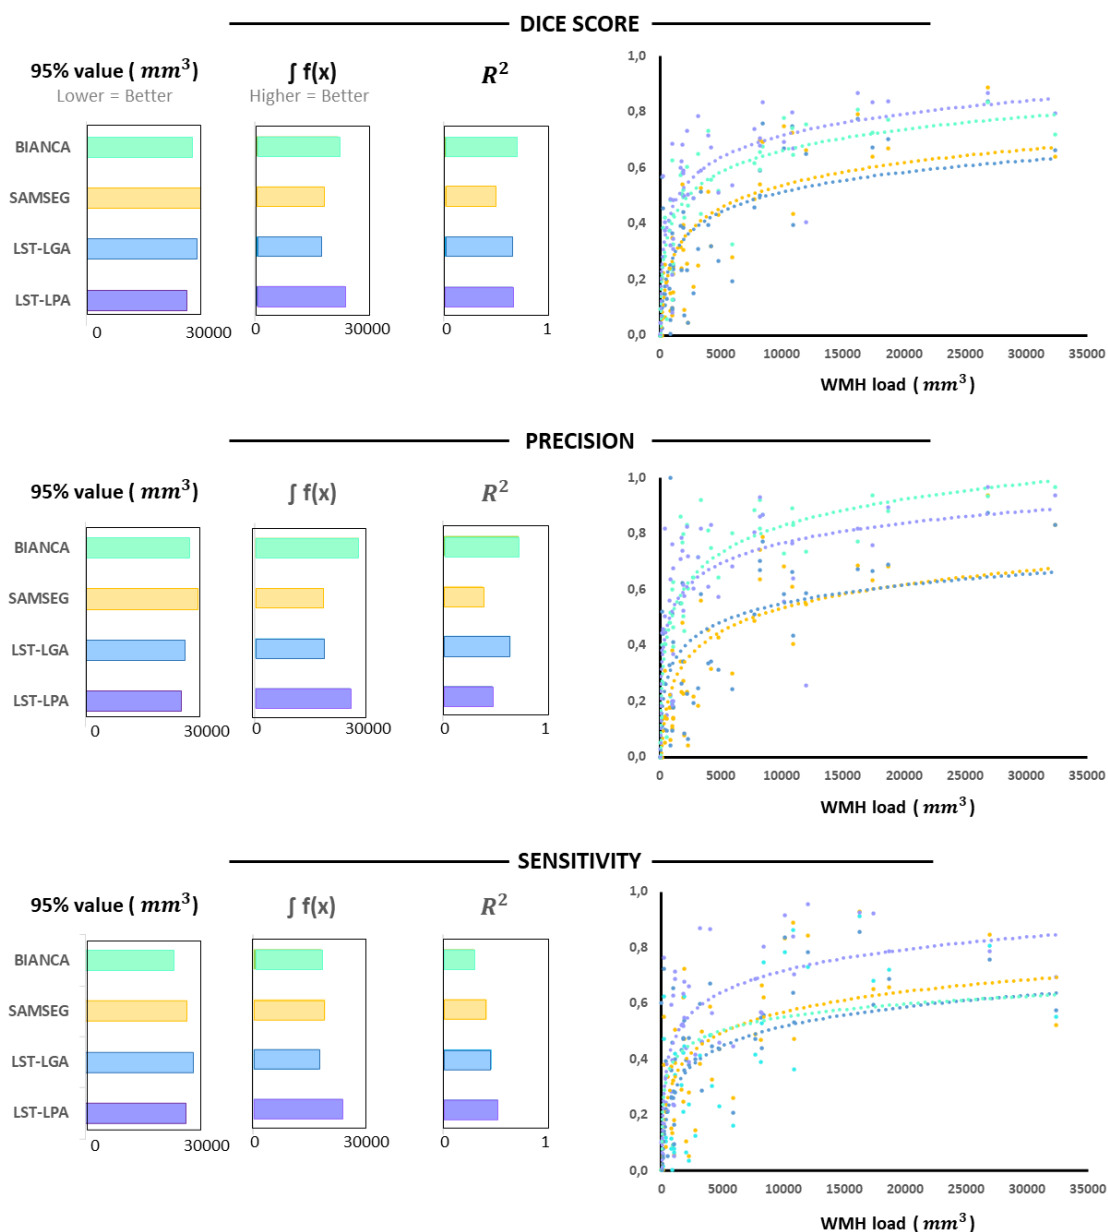 DICE SCORE
95% value ( mm³ )
Lower = Better
∫ f(x)
Higher = Better
R²
BIANCA
SAMSEG
LST-LGA
LST-LPA
0 30000
0 30000
0 1
1,0
0,8
0,6
0,4
0,2
0,0
0 5000 10000 15000 20000 25000 30000 35000
WMH load ( mm³ )
PRECISION
95% value ( mm³ )
∫ f(x)
R²
BIANCA
SAMSEG
LST-LGA
LST-LPA
0 30000
0 30000
0 1
1,0
0,8
0,6
0,4
0,2
0,0
0 5000 10000 15000 20000 25000 30000 35000
WMH load ( mm³ )
SENSITIVITY
95% value ( mm³ )
∫ f(x)
R²
BIANCA
SAMSEG
LST-LGA
LST-LPA
0 30000
0 30000
0 1
1,0
0,8
0,6
0,4
0,2
0,0
0 5000 10000 15000 20000 25000 30000 35000
WMH load ( mm³ )